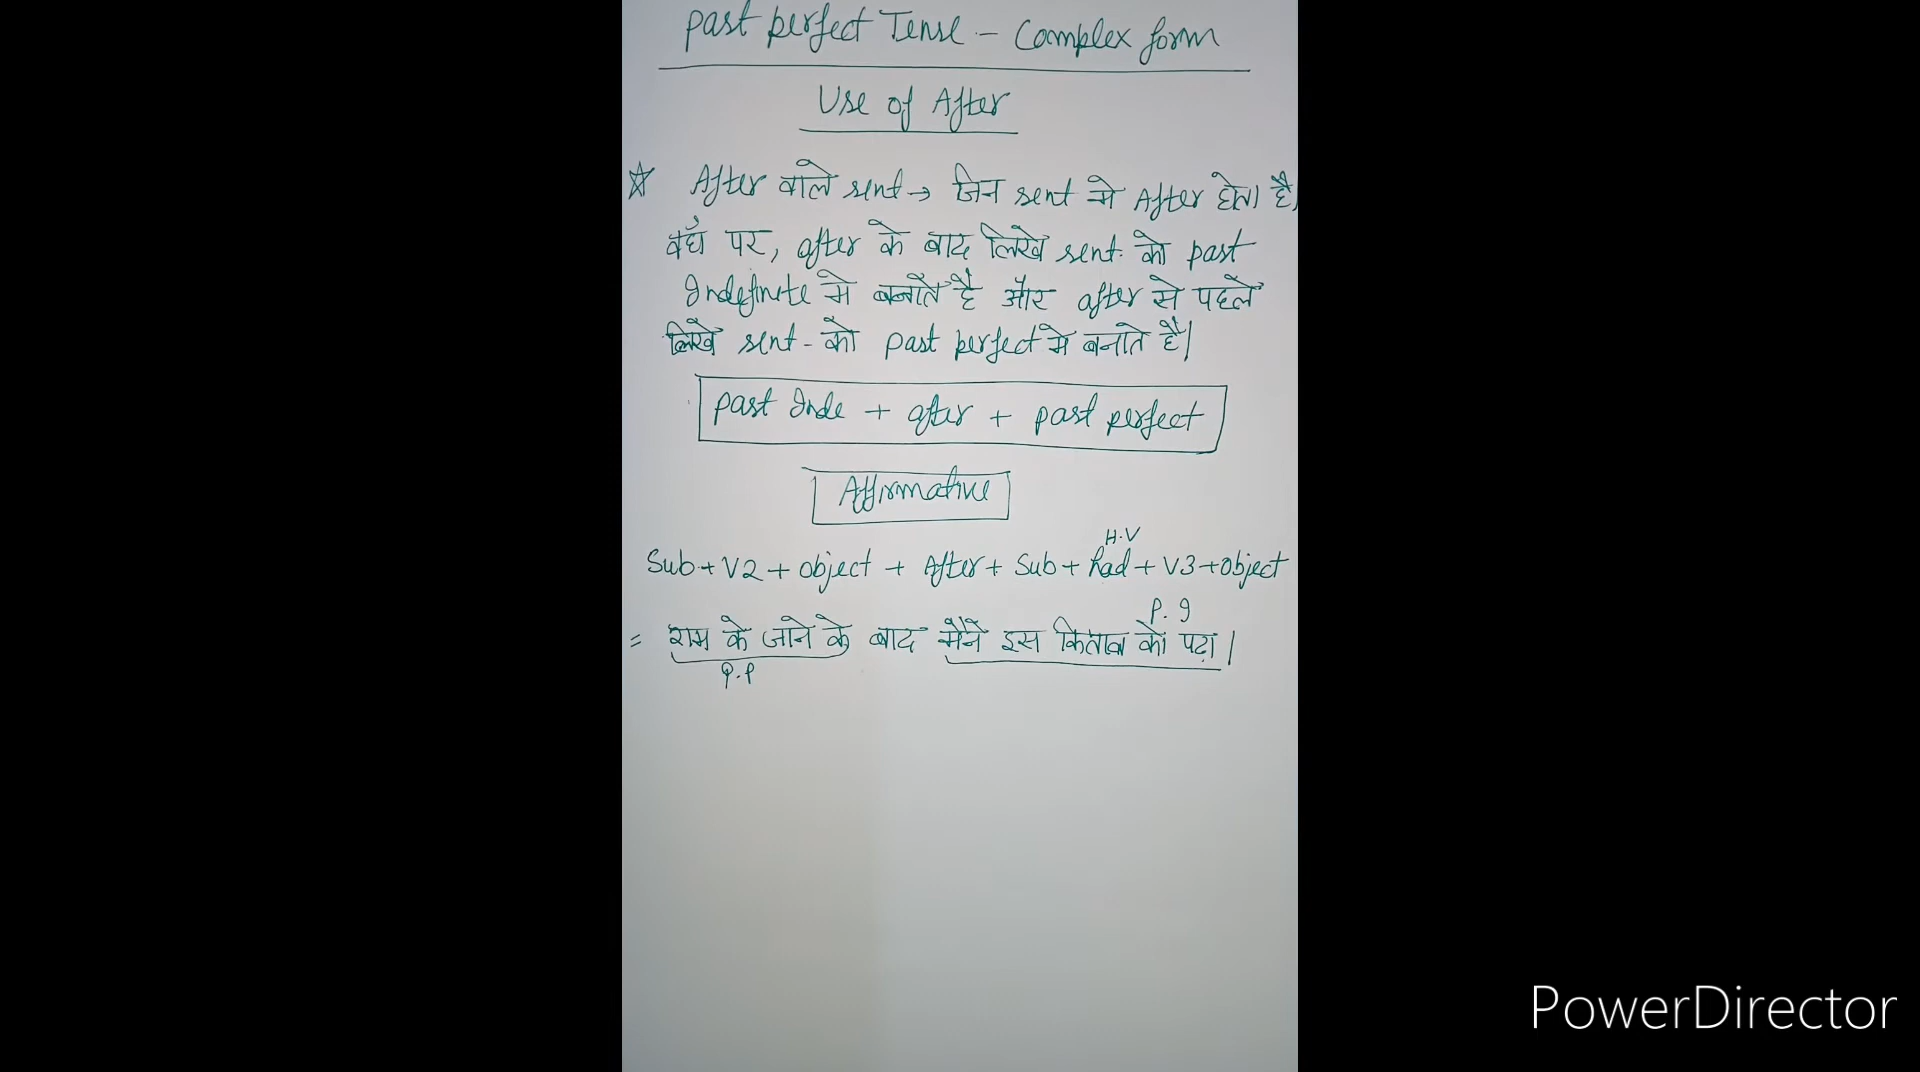 Past perfect Tense - Complex form
Use of After
☆ After वाले sent → जिन sent मे After होता है,
वहाँ पर, after के बाद लिखे sent. को past
Indefinite मे बनाते है और after से पहले
लिखे sent - को past perfect मे बनाते है।
past Inde + after + past perfect
Affirmative
H.V
Sub + V2 + object + After + Sub + had + V3 + object
P. I
= राम के जाने के बाद मैने इस किताब को पढा।
P.P
PowerDirector